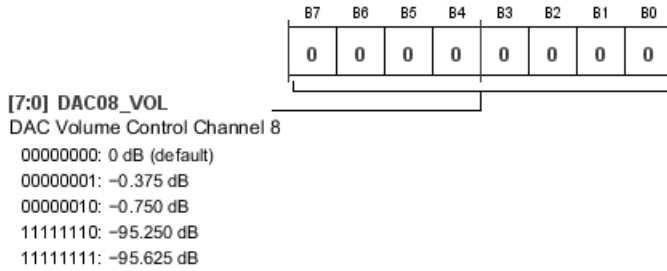 B7 B6 B5 B4 B3 B2 B1 B0
0 0 0 0 0 0 0 0
[7:0] DAC08_VOL
DAC Volume Control Channel 8
00000000: 0 dB (default)
00000001: −0.375 dB
00000010: −0.750 dB
11111110: −95.250 dB
11111111: −95.625 dB